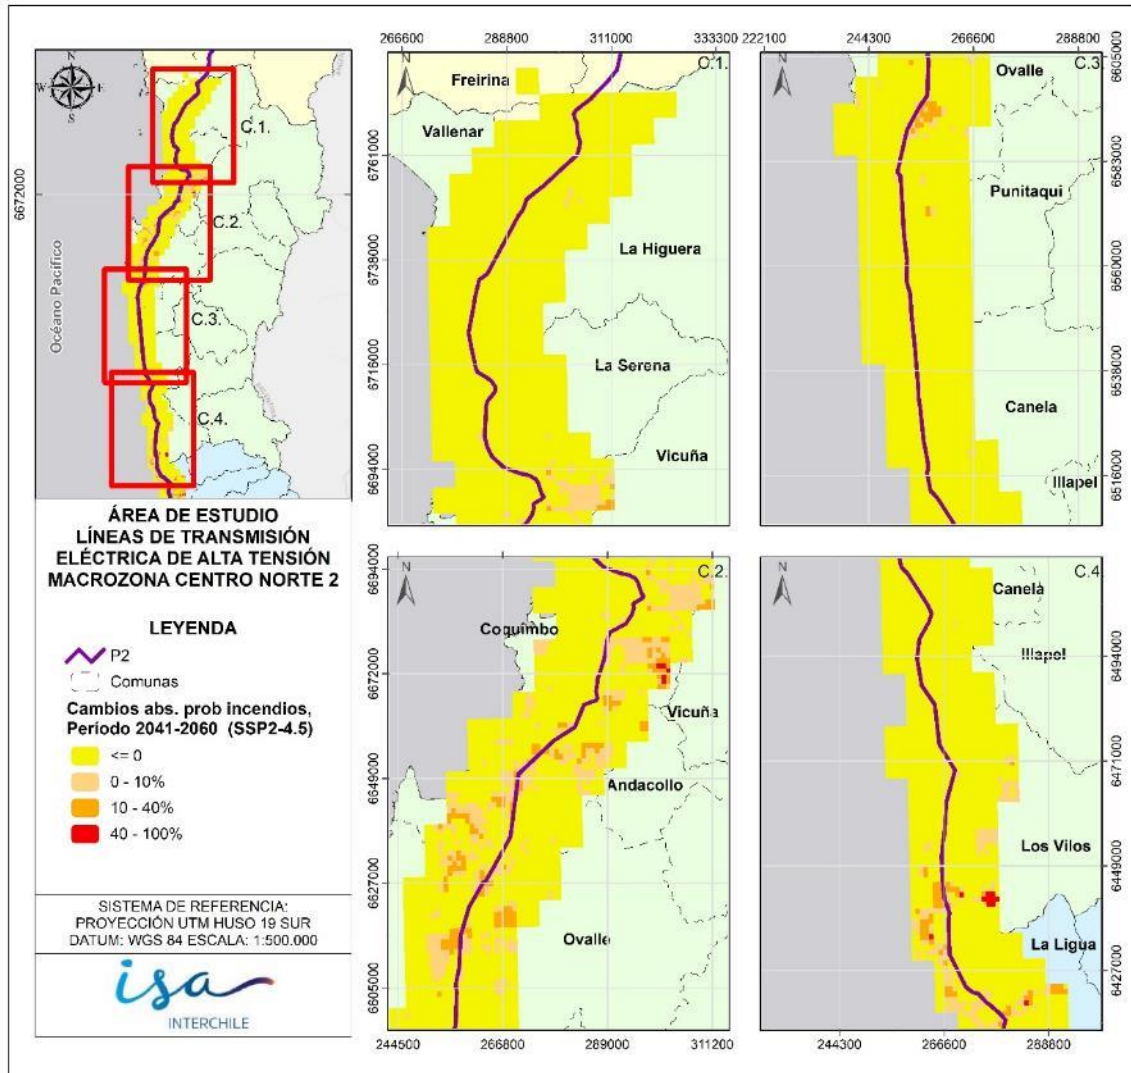 N
W
E
S
C.1.
C.2.
C.3.
C.4.
6672000
Océano Pacífico
ÁREA DE ESTUDIO
LÍNEAS DE TRANSMISIÓN
ELÉCTRICA DE ALTA TENSIÓN
MACROZONA CENTRO NORTE 2
LEYENDA
P2
Comunas
Cambios abs. prob incendios,
Período 2041-2060 (SSP2-4.5)
<= 0
0 - 10%
10 - 40%
40 - 100%
SISTEMA DE REFERENCIA:
PROYECCIÓN UTM HUSO 19 SUR
DATUM: WGS 84 ESCALA: 1:500.000
isa
INTERCHILE
266600 288800 311000 333300
N
C.1.
Freirina
Vallenar
6761000
La Higuera
6738000
La Serena
6716000
Vicuña
6694000
222100 244300 266600 288800
N
C.3
6605000
Ovalle
6583000
Punitaqui
6560000
6538000
Canela
Illapel
6516000
N
C.2.
6694000
Coquimbo
6672000
Vicuña
6649000
Andacollo
6627000
Ovalle
6605000
244500 266800 289000 311200
N
C.4
Canela
Illapel
6494000
6471000
Los Vilos
6449000
La Ligua
6427000
244300 266600 288800